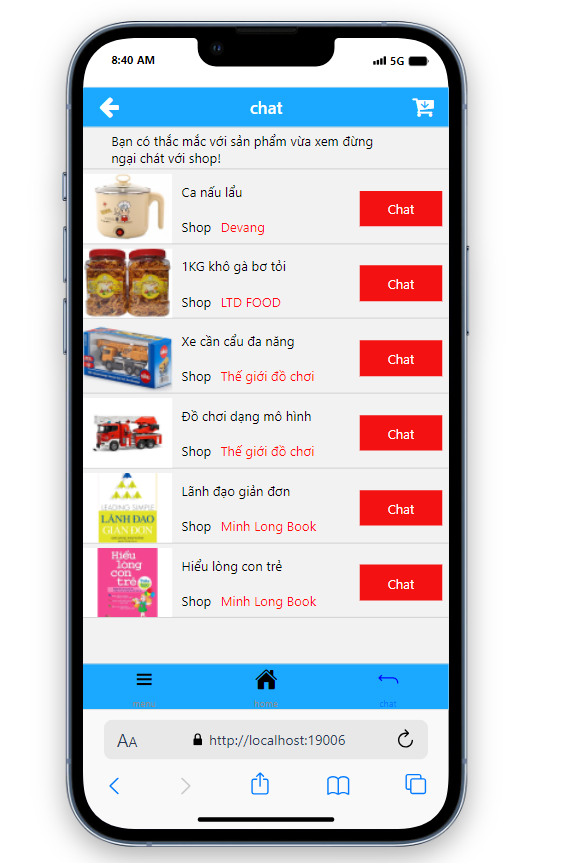 8:40 AM
5G
chat
Bạn có thắc mắc với sản phẩm vừa xem đừng
ngại chát với shop!
Ca nấu lẩu
Shop Devang
Chat
1KG khô gà bơ tỏi
Shop LTD FOOD
Chat
Xe cần cẩu đa năng
Shop Thế giới đồ chơi
Chat
Đồ chơi dạng mô hình
Shop Thế giới đồ chơi
Chat
LEADING SIMPLE
LÃNH ĐẠO
GIẢN ĐƠN
Lãnh đạo giản đơn
Shop Minh Long Book
Chat
Hiểu
lòng
con
trẻ
Hiểu lòng con trẻ
Shop Minh Long Book
Chat
menu
home
chat
AA
http://localhost:19006